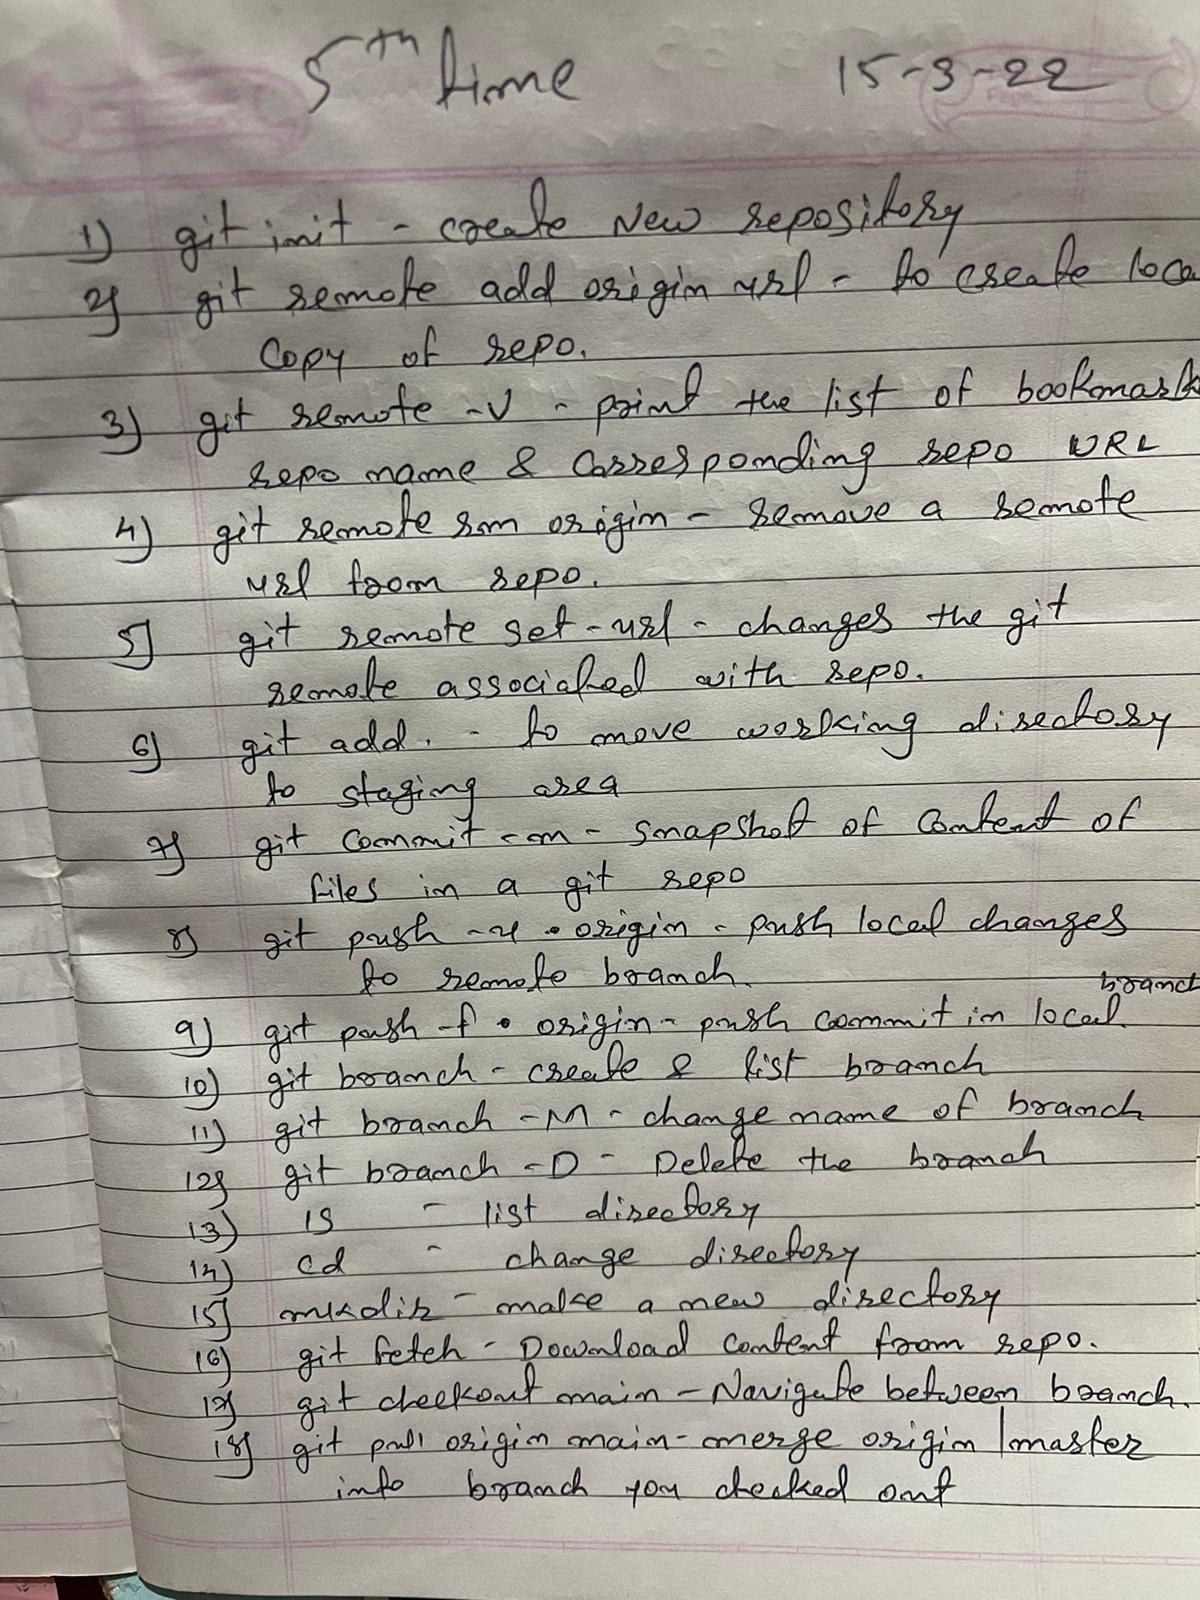 5th time 15-3-22
1) git init - create New repository
2) git remote add origin url - to create loca
Copy of repo.
3) git remote -v - print the list of bookmark
repo name & Corresponding repo URL
4) git remote rm origin - remove a remote
url from repo.
5) git remote set-url - changes the git
remote associated with repo.
6) git add . - to move working directory
to staging area
7) git commit -m - snapshot of Content of
files in a git repo
8) git push -u origin - push local changes
to remote branch.
branch
9) git push -f origin - push commit in local.
10) git branch - create & list branch
11) git branch -M - change name of branch
12) git branch -D - Delete the branch
13) ls - list directory
14) cd - change directory
15) mkdir - make a new directory
16) git fetch - Download content from repo.
17) git checkout main - Navigate between branch.
18) git pull origin main - merge origin/master
into branch you checked out